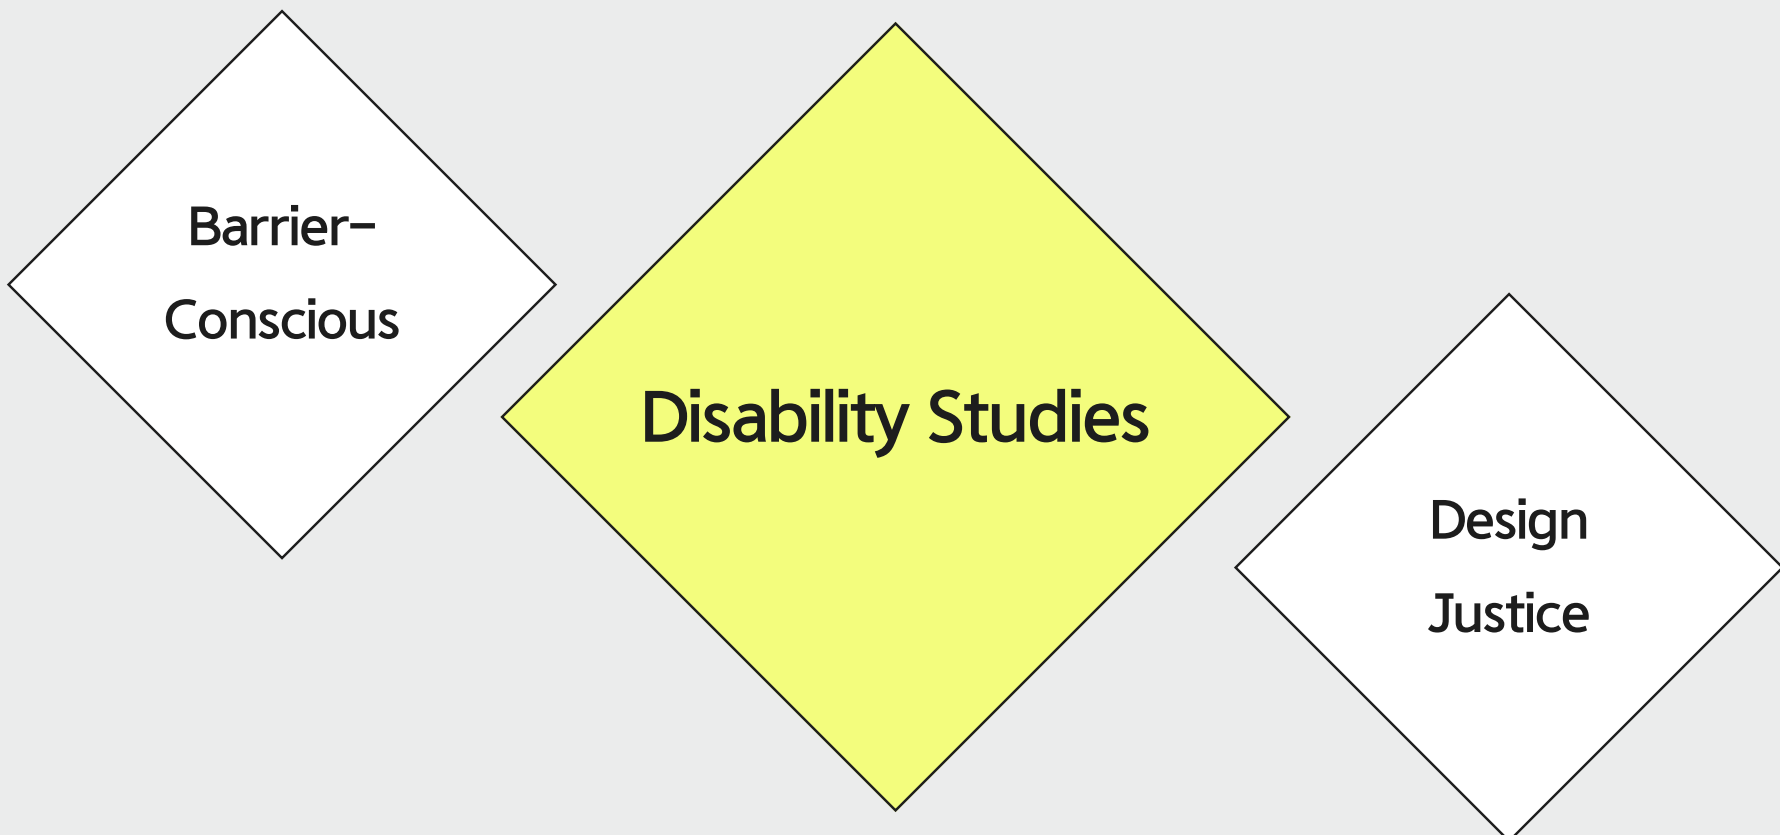 Barrier-
Conscious
Disability Studies
Design
Justice